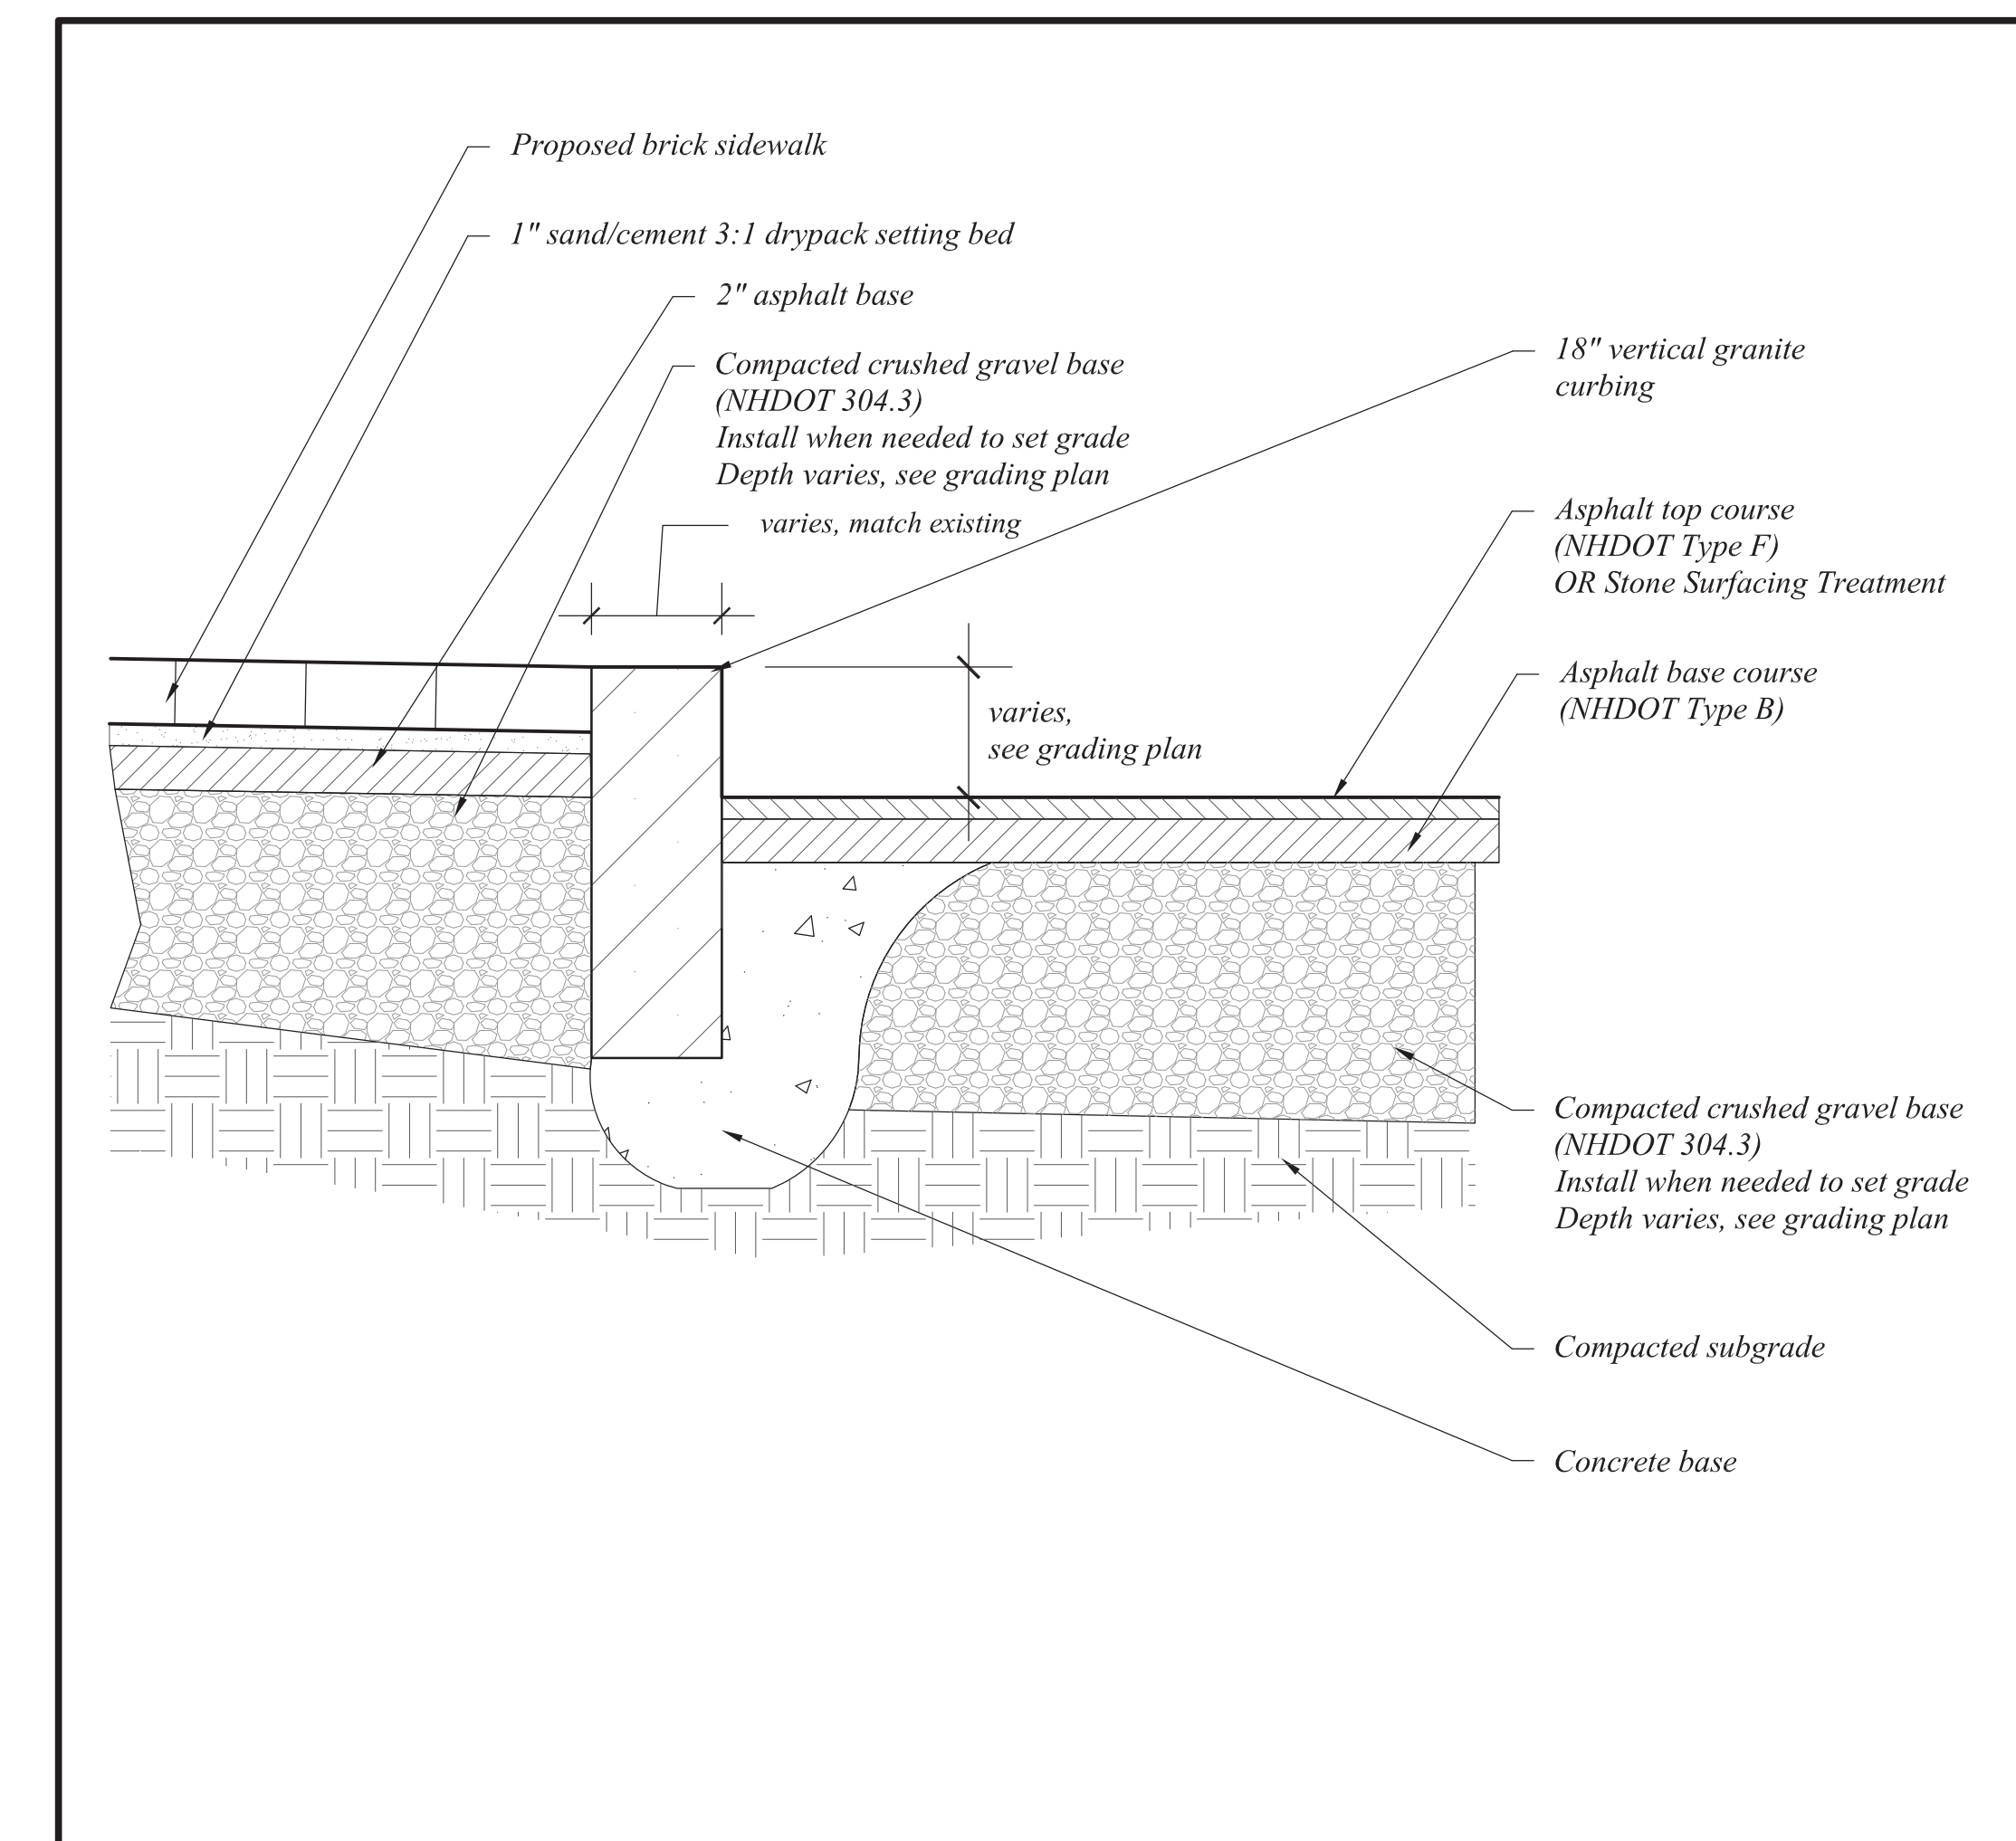 Proposed brick sidewalk
1" sand/cement 3:1 drypack setting bed
2" asphalt base
Compacted crushed gravel base
(NHDOT 304.3)
Install when needed to set grade
Depth varies, see grading plan
varies, match existing
18" vertical granite
curbing
Asphalt top course
(NHDOT Type F)
OR Stone Surfacing Treatment
Asphalt base course
(NHDOT Type B)
varies,
see grading plan
Compacted crushed gravel base
(NHDOT 304.3)
Install when needed to set grade
Depth varies, see grading plan
Compacted subgrade
Concrete base